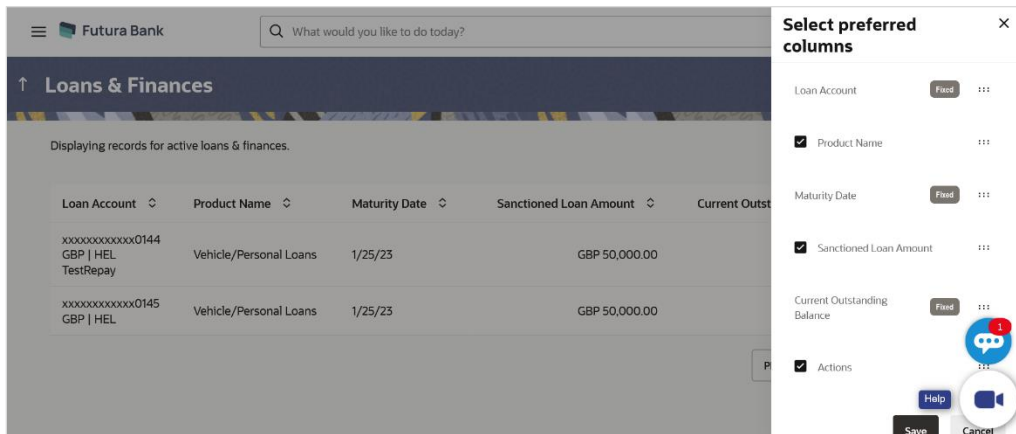 Futura Bank
What would you like to do today?
Loans & Finances
Displaying records for active loans & finances.
Loan Account Product Name Maturity Date Sanctioned Loan Amount Current Outst
xxxxxxxxxxxx0144
GBP | HEL
TestRepay
Vehicle/Personal Loans 1/25/23 GBP 50,000.00
xxxxxxxxxxxx0145
GBP | HEL
Vehicle/Personal Loans 1/25/23 GBP 50,000.00
Select preferred
columns
Loan Account Fixed
Product Name
Maturity Date Fixed
Sanctioned Loan Amount
Current Outstanding
Balance
Fixed
1
Actions
Help
Save Cancel